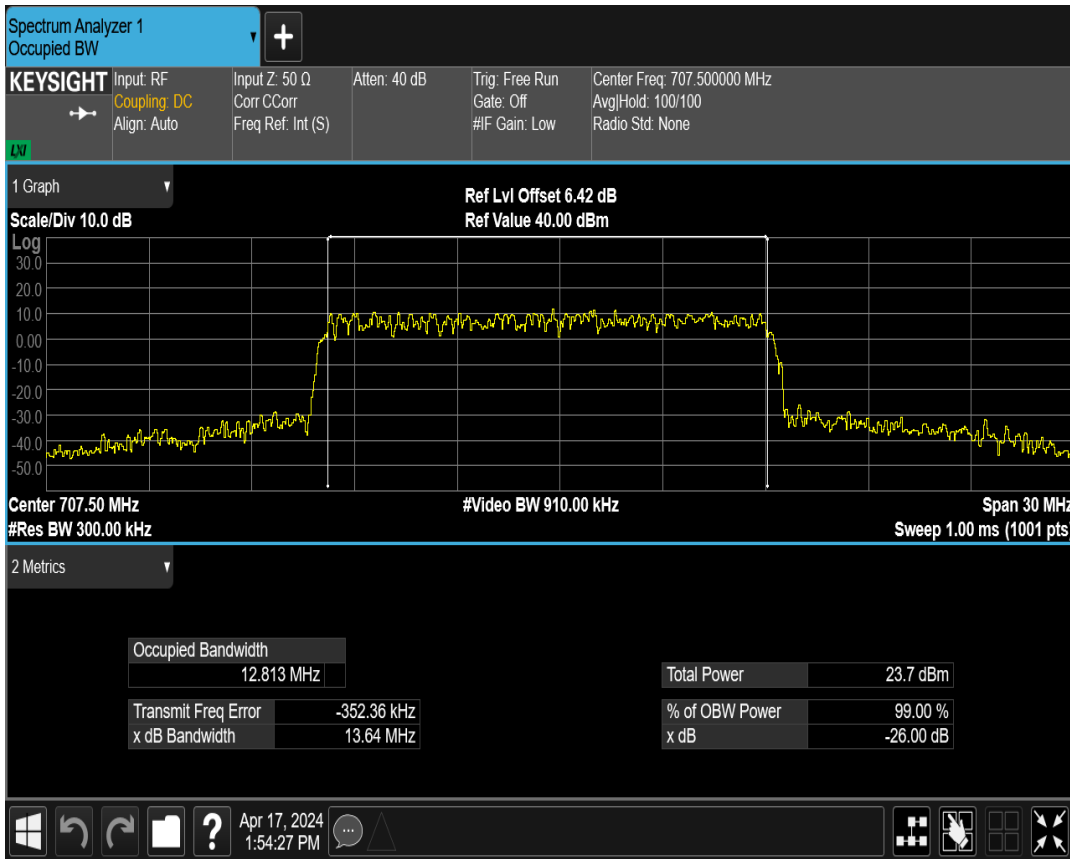 Spectrum Analyzer 1
Occupied BW
KEYSIGHT
LXI
Input: RF
Coupling: DC
Align: Auto
Input Z: 50 Ω
Corr CCorr
Freq Ref: Int (S)
Atten: 40 dB
Trig: Free Run
Gate: Off
#IF Gain: Low
Center Freq: 707.500000 MHz
Avg|Hold: 100/100
Radio Std: None
1 Graph
Ref Lvl Offset 6.42 dB
Scale/Div 10.0 dB
Ref Value 40.00 dBm
Log
30.0
20.0
10.0
0.00
-10.0
-20.0
-30.0
-40.0
-50.0
Center 707.50 MHz
#Video BW 910.00 kHz
Span 30 MHz
#Res BW 300.00 kHz
Sweep 1.00 ms (1001 pts)
2 Metrics
Occupied Bandwidth
12.813 MHz
Total Power 23.7 dBm
Transmit Freq Error -352.36 kHz
% of OBW Power 99.00 %
x dB Bandwidth 13.64 MHz
x dB -26.00 dB
?
Apr 17, 2024
1:54:27 PM